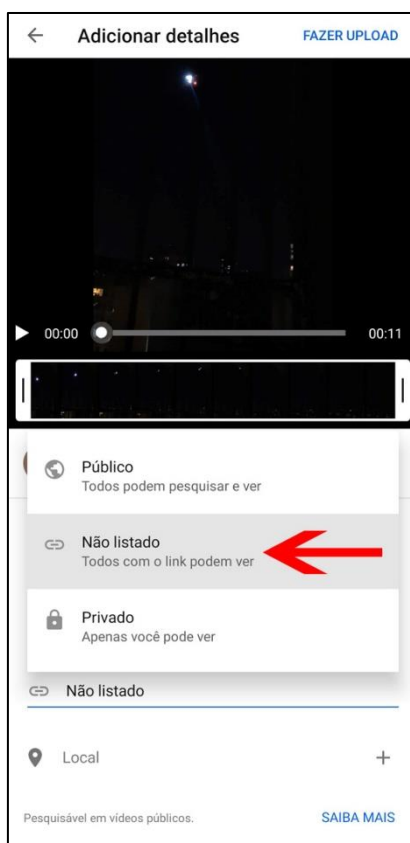 Adicionar detalhes FAZER UPLOAD
00:00 00:11
Público
Todos podem pesquisar e ver
Não listado
Todos com o link podem ver
Privado
Apenas você pode ver
Não listado
Local
Pesquisável em vídeos públicos. SAIBA MAIS